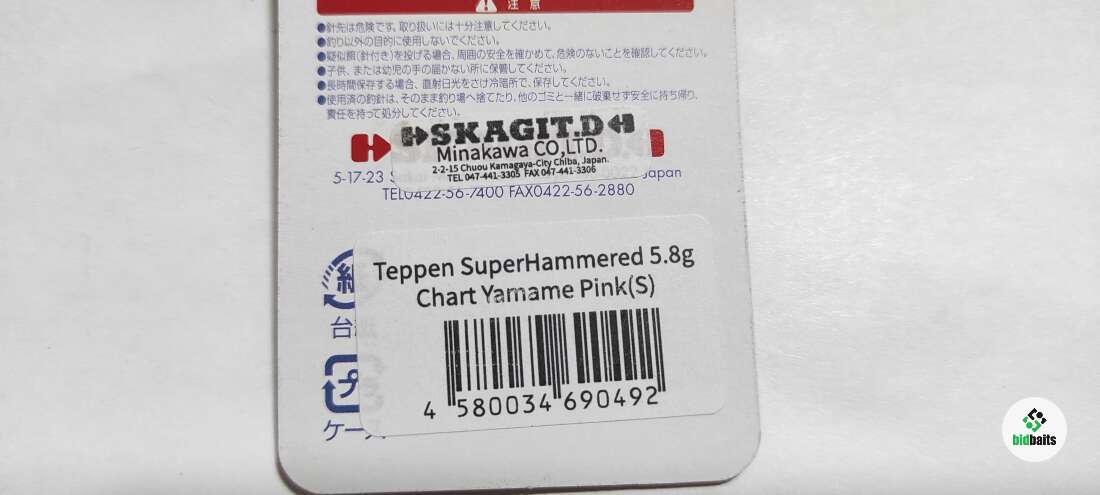 注意
●針先は危険です。取り扱いには十分注意してください。
●釣り以外の目的に使用しないでください。
●疑似餌(針付き)を投げる場合、周囲の安全を確かめて、危険のないことを確認してください。
●子供、または幼児の手の届かない所に保管してください。
●長時間保存する場合、直射日光をさけ冷暗所で、保存してください。
●使用済の釣針は、そのまま釣り場へ捨てたり、他のゴミと一緒に破棄せず安全に持ち帰り、
責任を持って処分してください。
SKAGIT.D
Minakawa CO,LTD.
2-2-15 Chuou Kamagaya-City Chiba, Japan.
TEL 047-441-3305 FAX 047-441-3306
5-17-23 Japan
TEL0422-56-7400 FAX0422-56-2880
紙
Teppen SuperHammered 5.8g
Chart Yamame Pink(S)
台
プ
ケー
4 580034 690492
bidbaits